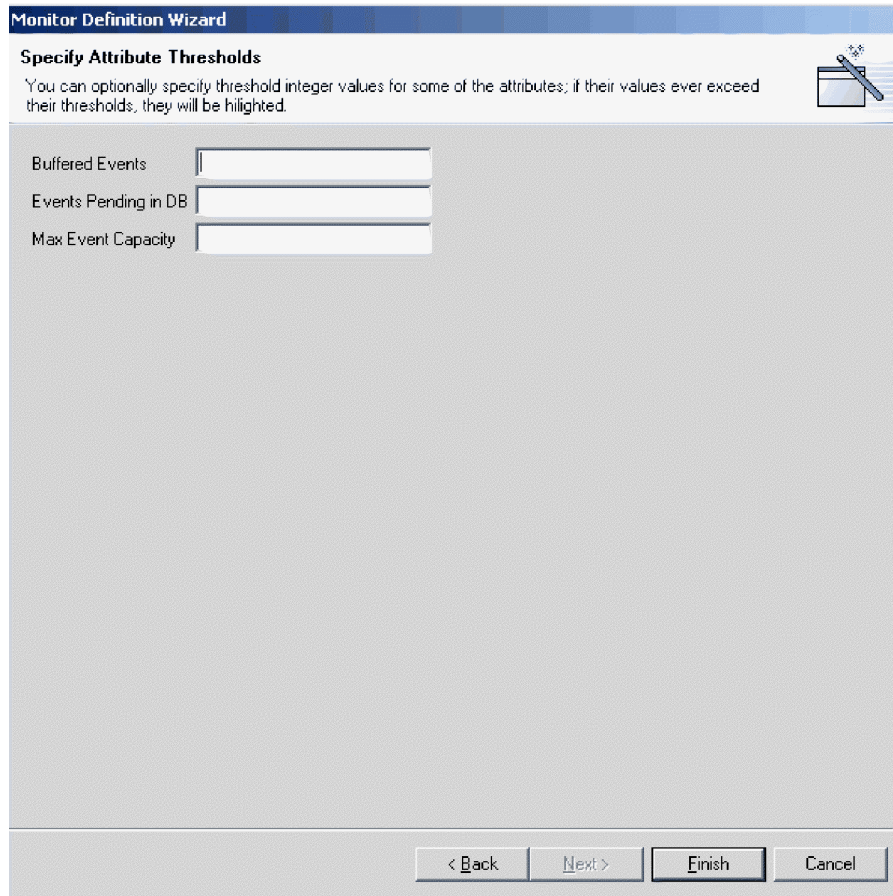 Monitor Definition Wizard
Specify Attribute Thresholds
You can optionally specify threshold integer values for some of the attributes; if their values ever exceed
their thresholds, they will be hilighted.
Buffered Events
Events Pending in DB
Max Event Capacity
< Back
Next >
Finish
Cancel